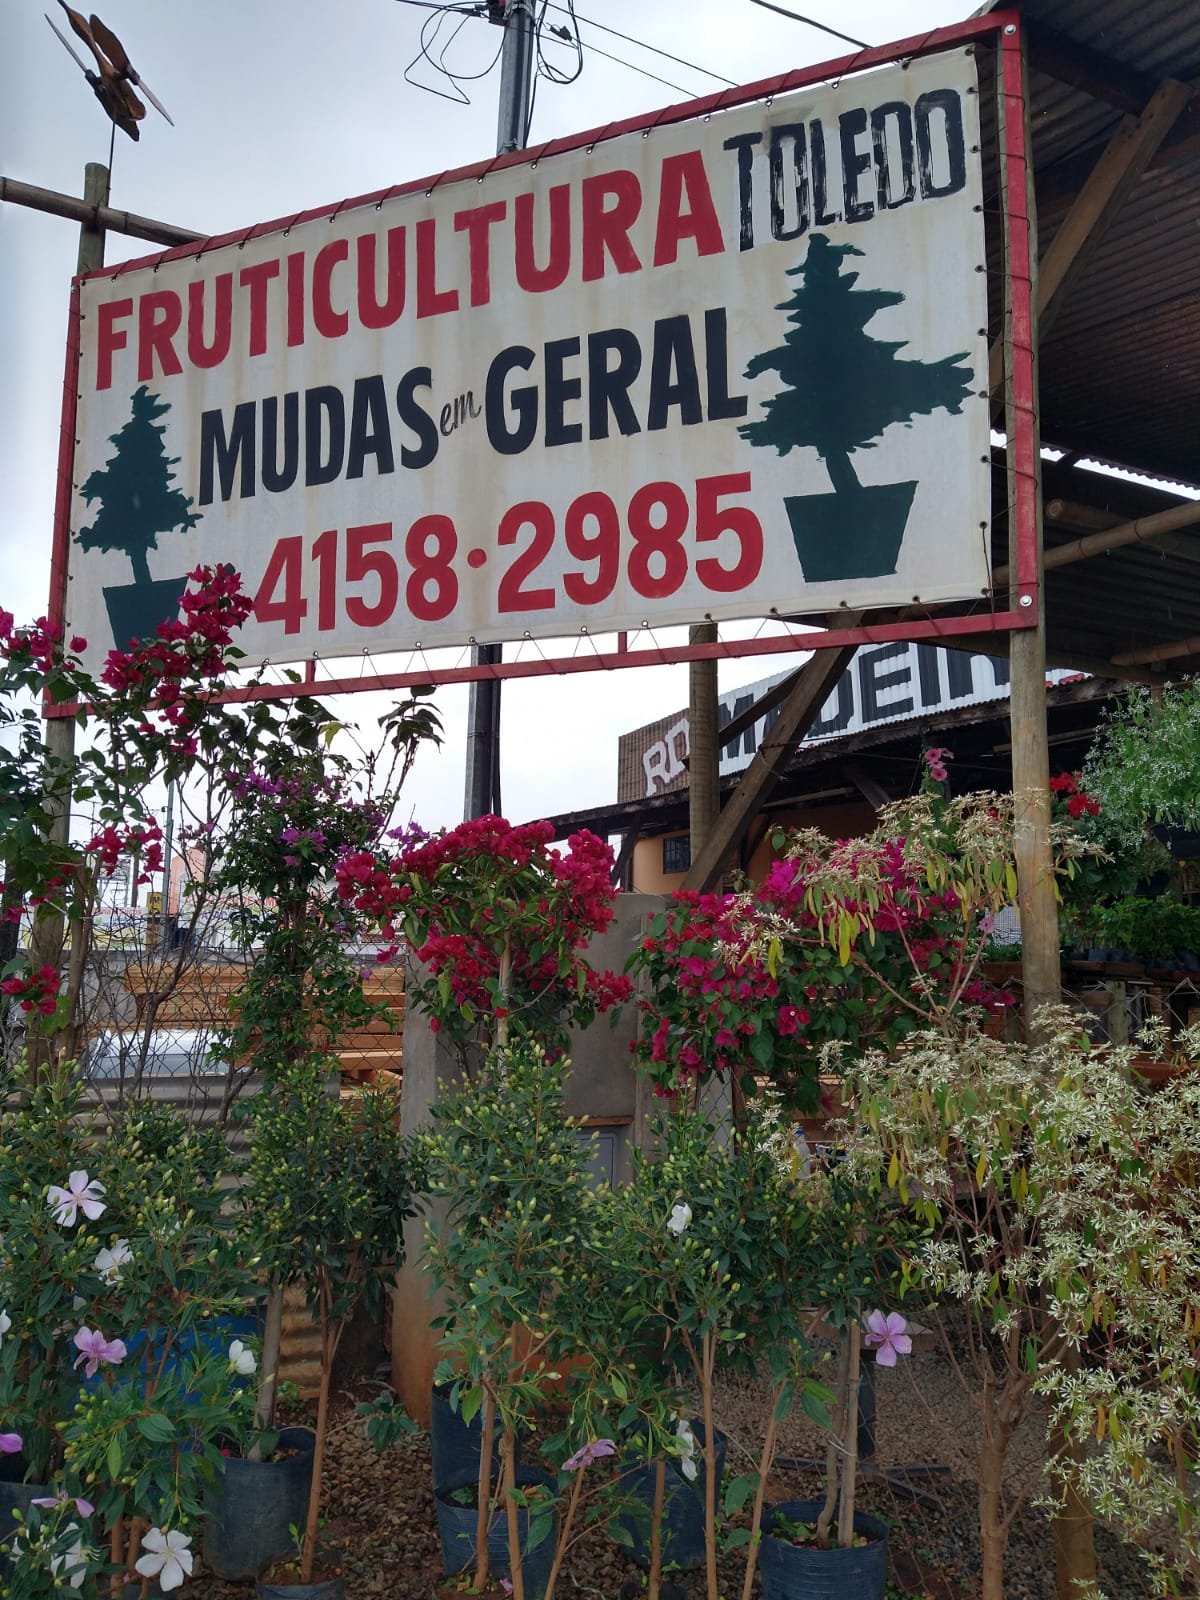 FRUTICULTURA TOLEDO
MUDAS em GERAL
4158·2985